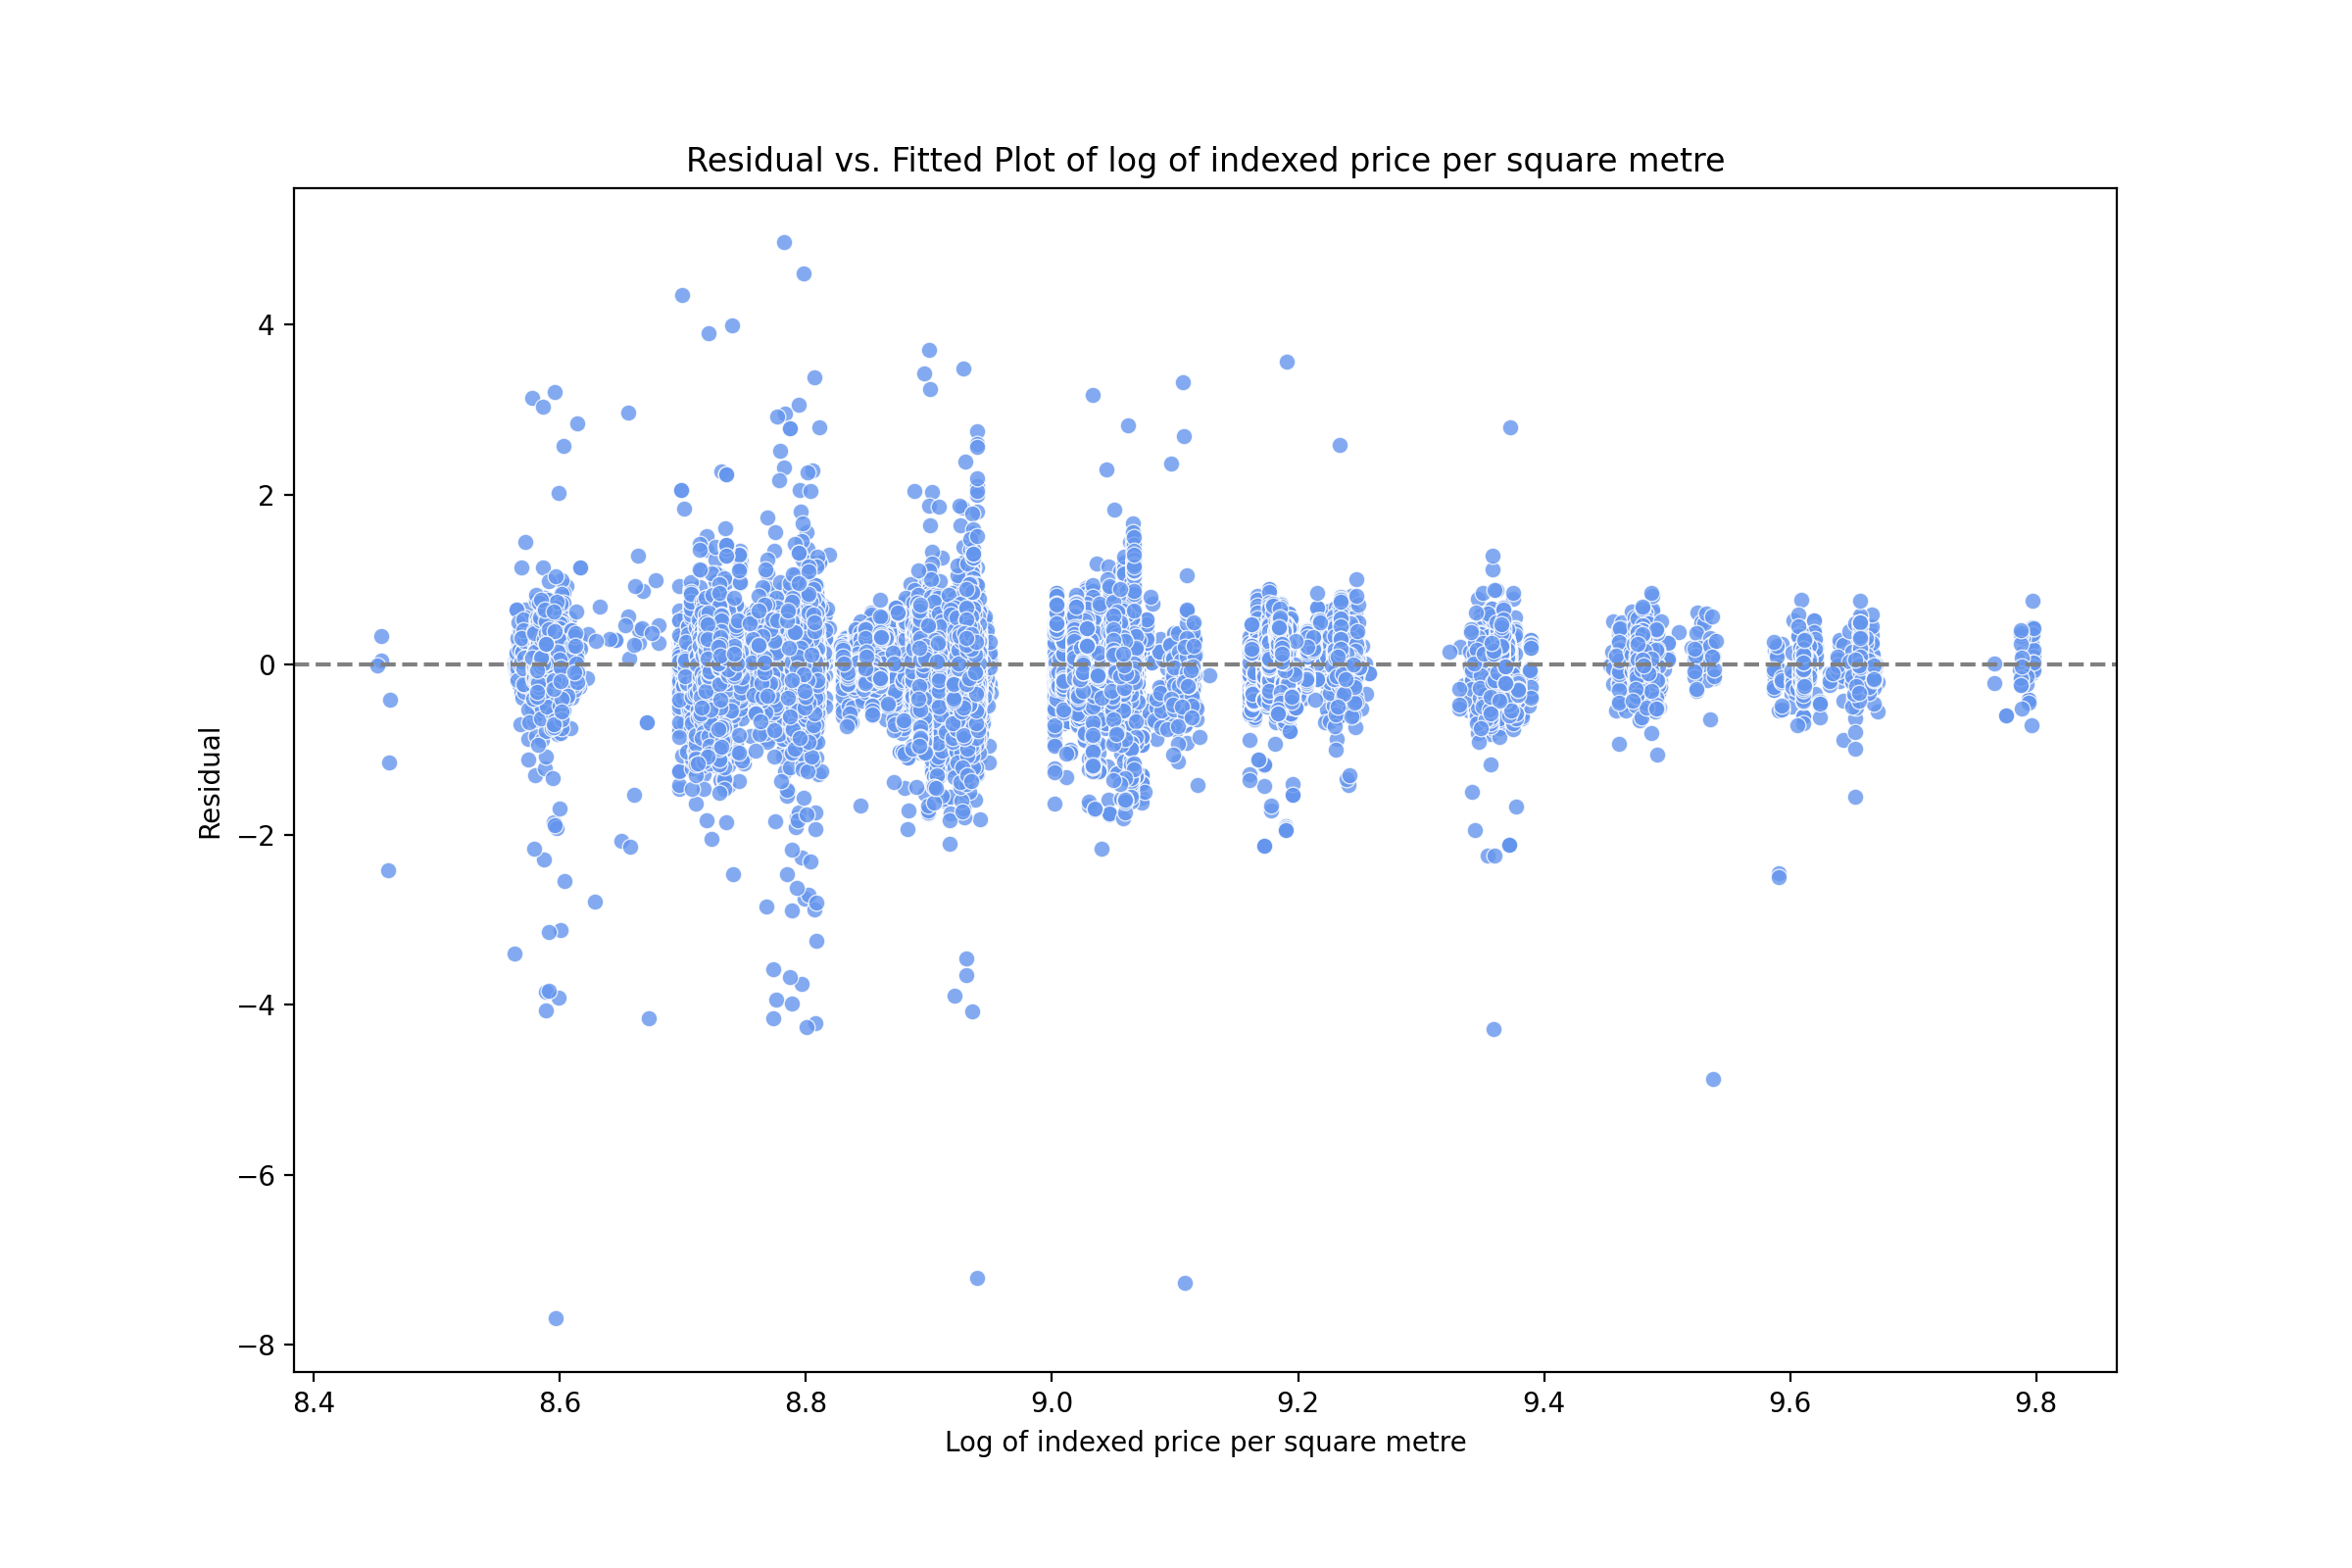 Residual vs. Fitted Plot of log of indexed price per square metre
4
2
0
−2
−4
−6
−8
Residual
8.4 8.6 8.8 9.0 9.2 9.4 9.6 9.8
Log of indexed price per square metre